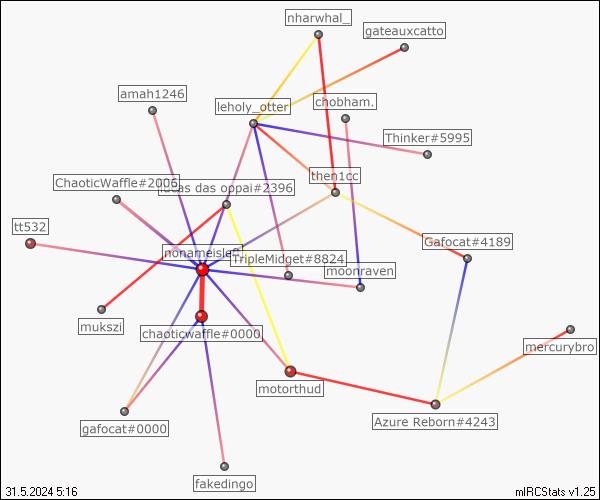 nharwhal_
gateauxcatto
amah1246
leholy_otter
chobham.
Thinker#5995
then1cc
ChaoticWaffle#2006
das oppai#2396
tt532
Gafocat#4189
nonameisleft
TripleMidget#8824
moonraven
mukszi
chaoticwaffle#0000
mercurybro
motorthud
gafocat#0000
Azure Reborn#4243
fakedingo
31.5.2024 5:16
mIRCStats v1.25